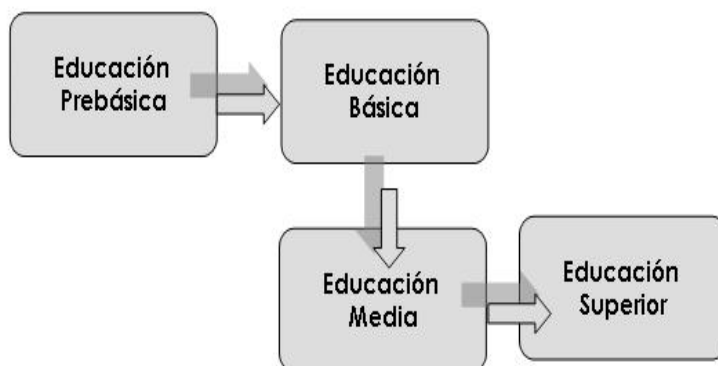 Educación
Prebásica
Educación
Básica
Educación
Media
Educación
Superior